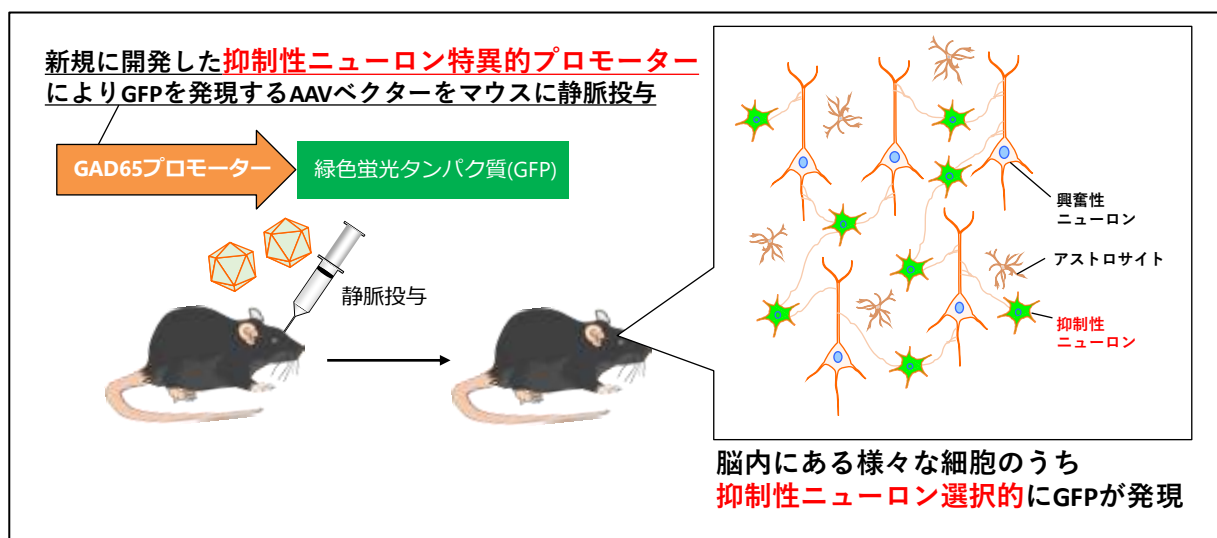 新規に開発した抑制性ニューロン特異的プロモーター
によりGFPを発現するAAVベクターをマウスに静脈投与
GAD65プロモーター
緑色蛍光タンパク質(GFP)
静脈投与
興奮性
ニューロン
アストロサイト
抑制性
ニューロン
脳内にある様々な細胞のうち
抑制性ニューロン選択的にGFPが発現